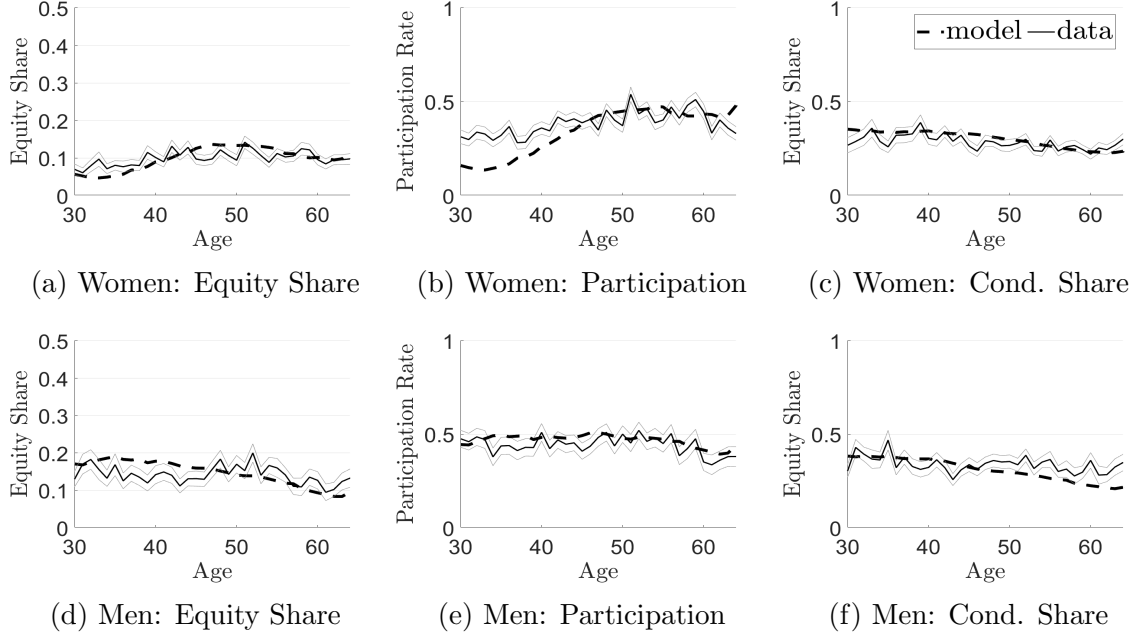 0.5
0.4
0.3
0.2
0.1
0
30 40 50 60
Equity Share
Age
(a) Women: Equity Share
1
0.5
0
30 40 50 60
Participation Rate
Age
(b) Women: Participation
1
0.5
0
30 40 50 60
Equity Share
Age
model data
(c) Women: Cond. Share
0.5
0.4
0.3
0.2
0.1
0
30 40 50 60
Equity Share
Age
(d) Men: Equity Share
1
0.5
0
30 40 50 60
Participation Rate
Age
(e) Men: Participation
1
0.5
0
30 40 50 60
Equity Share
Age
(f) Men: Cond. Share